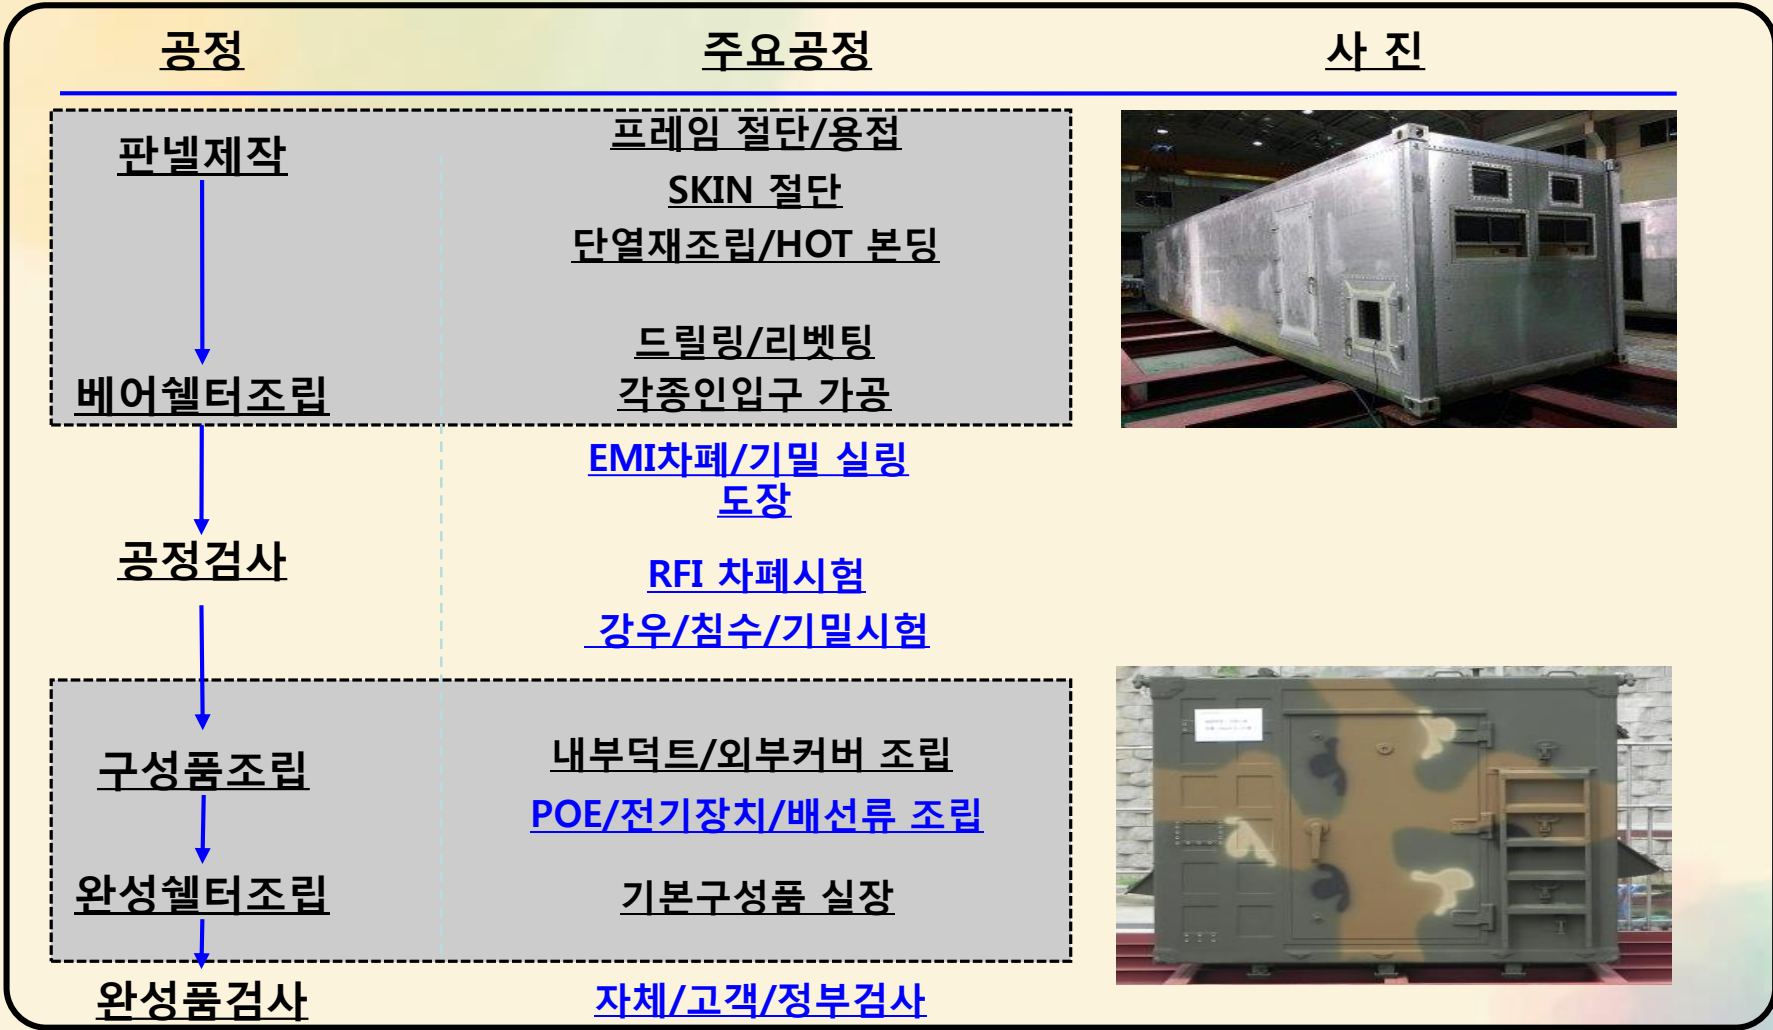 공정 주요공정 사 진
판넬제작
프레임 절단/용접
SKIN 절단
단열재조립/HOT 본딩
드릴링/리벳팅
베어쉘터조립
각종인입구 가공
EMI차폐/기밀 실링
도장
공정검사
RFI 차폐시험
강우/침수/기밀시험
구성품조립
내부덕트/외부커버 조립
POE/전기장치/배선류 조립
완성쉘터조립
기본구성품 실장
완성품검사
자체/고객/정부검사